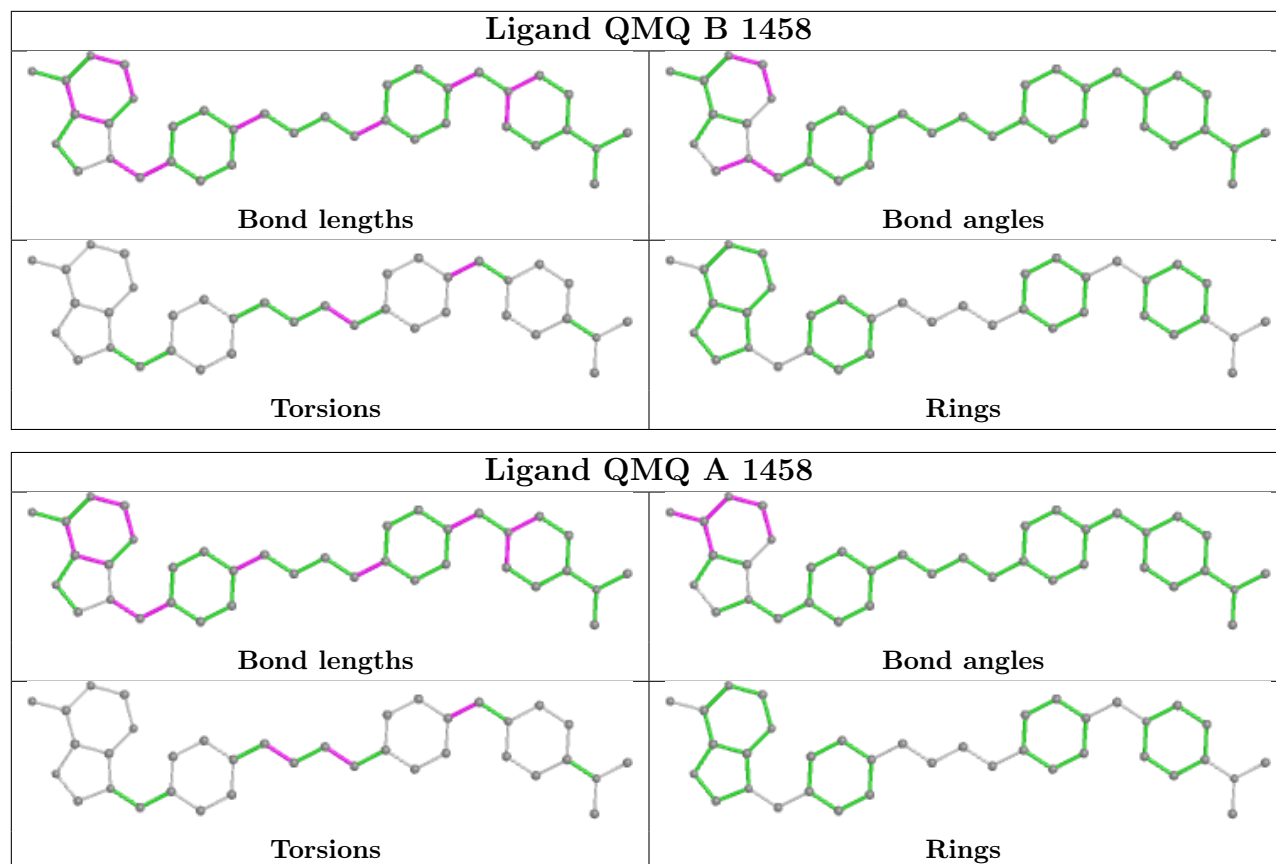 Ligand QMQ B 1458
Bond lengths
Bond angles
Torsions
Rings
Ligand QMQ A 1458
Bond lengths
Bond angles
Torsions
Rings